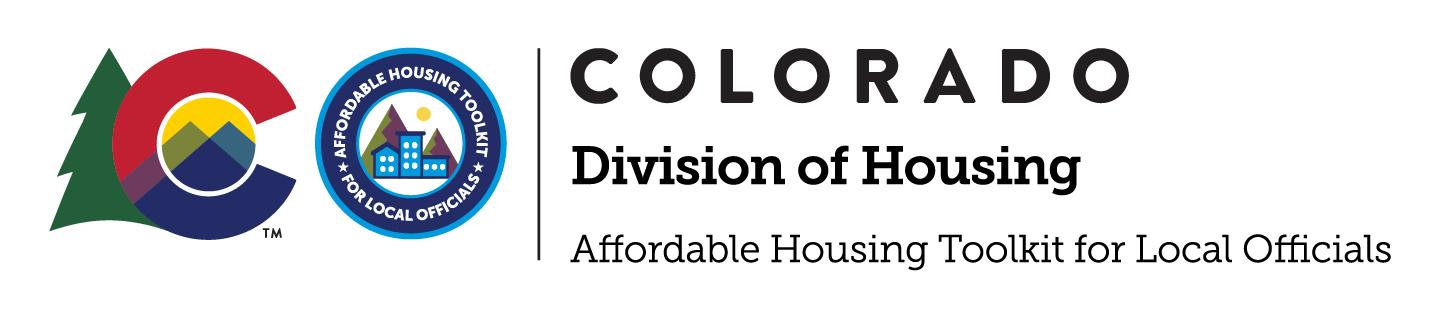 C
TM
AFFORDABLE HOUSING TOOLKIT
★ FOR LOCAL OFFICIALS ★
COLORADO
Division of Housing
Affordable Housing Toolkit for Local Officials